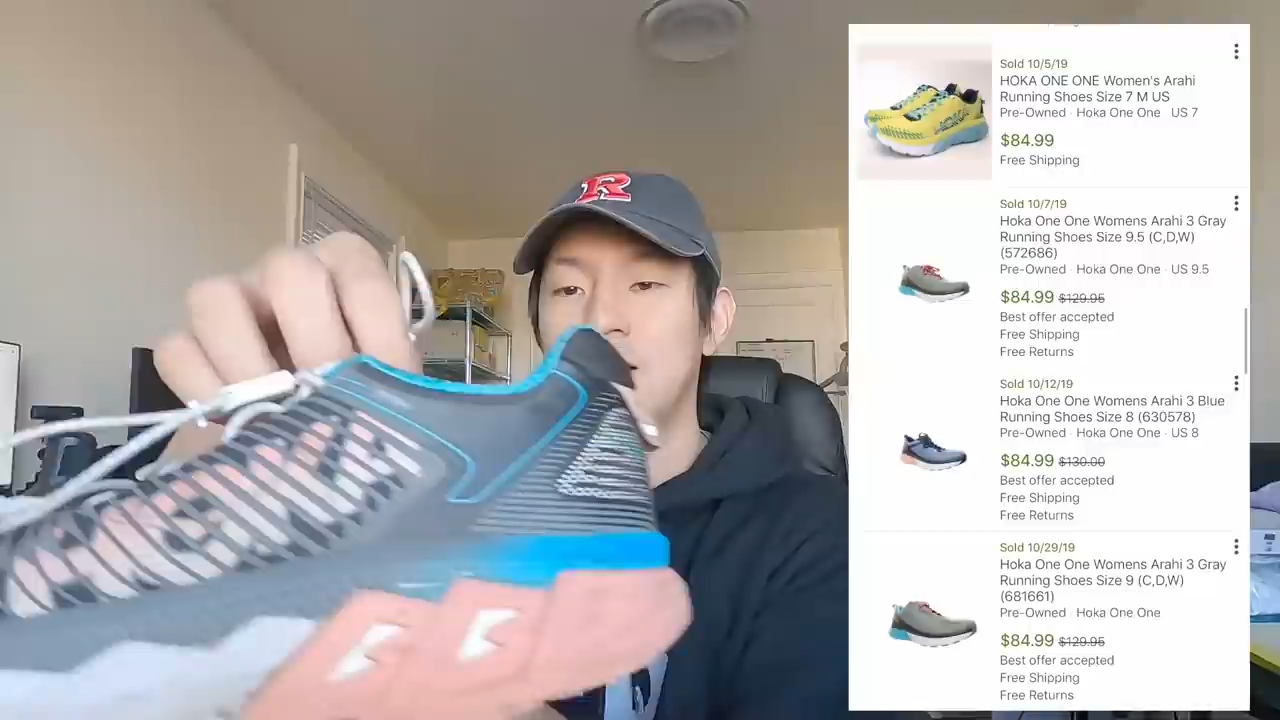 R
Sold 10/5/19
HOKA ONE ONE Women's Arahi
Running Shoes Size 7 M US
Pre-Owned · Hoka One One · US 7
$84.99
Free Shipping
Sold 10/7/19
Hoka One One Womens Arahi 3 Gray
Running Shoes Size 9.5 (C,D,W)
(572686)
Pre-Owned · Hoka One One · US 9.5
$84.99 $129.95
Best offer accepted
Free Shipping
Free Returns
Sold 10/12/19
Hoka One One Womens Arahi 3 Blue
Running Shoes Size 8 (630578)
Pre-Owned · Hoka One One · US 8
$84.99 $130.00
Best offer accepted
Free Shipping
Free Returns
Sold 10/29/19
Hoka One One Womens Arahi 3 Gray
Running Shoes Size 9 (C,D,W)
(681661)
Pre-Owned · Hoka One One
$84.99 $129.95
Best offer accepted
Free Shipping
Free Returns